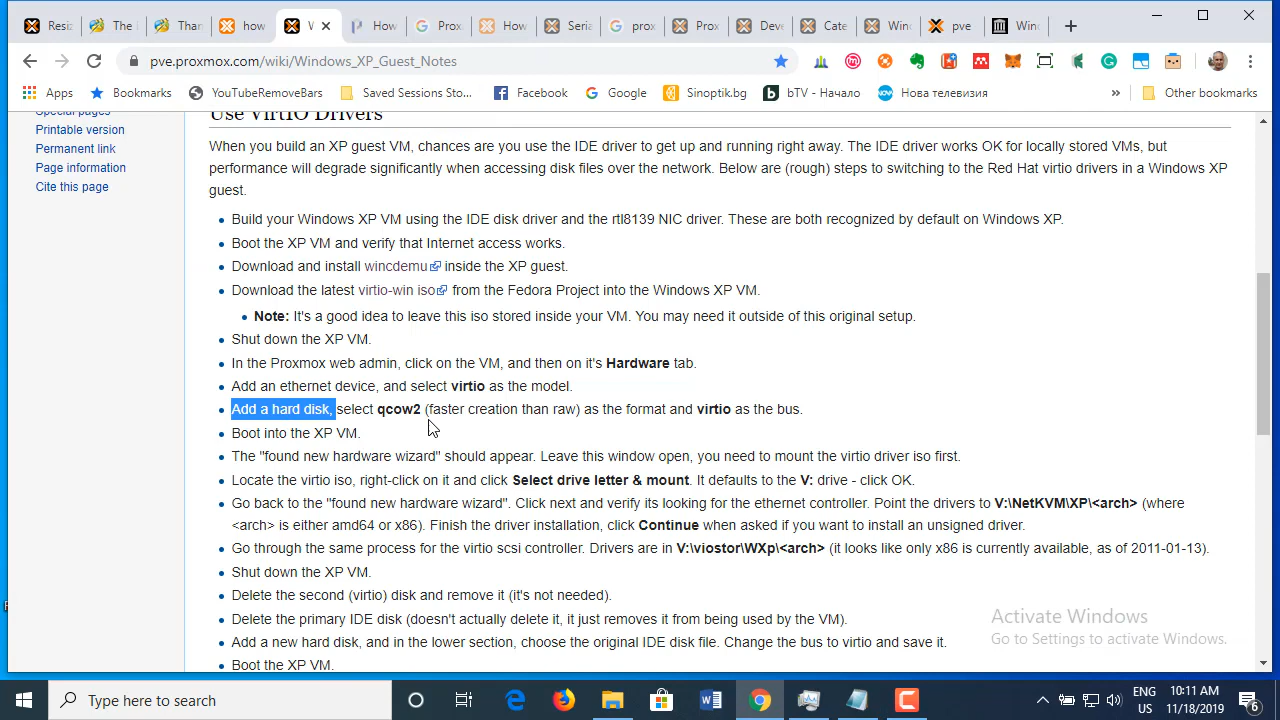 Resiz
The I
Than
how
V
How
Prox
How
Seria
prox
Prox
Deve
Cate
Wind
pve
Wind
pve.proxmox.com/wiki/Windows_XP_Guest_Notes
Apps
Bookmarks
YouTubeRemoveBars
Saved Sessions Sto...
Facebook
Google
Sinoptik.bg
bTV - Начало
Нова телевизия
»
Other bookmarks
Special pages
Printable version
Permanent link
Page information
Cite this page
Use VirtIO Drivers
When you build an XP guest VM, chances are you use the IDE driver to get up and running right away. The IDE driver works OK for locally stored VMs, but
performance will degrade significantly when accessing disk files over the network. Below are (rough) steps to switching to the Red Hat virtio drivers in a Windows XP
guest.
Build your Windows XP VM using the IDE disk driver and the rtl8139 NIC driver. These are both recognized by default on Windows XP.
Boot the XP VM and verify that Internet access works.
Download and install wincdemu inside the XP guest.
Download the latest virtio-win iso from the Fedora Project into the Windows XP VM.
Note: It's a good idea to leave this iso stored inside your VM. You may need it outside of this original setup.
Shut down the XP VM.
In the Proxmox web admin, click on the VM, and then on it's Hardware tab.
Add an ethernet device, and select virtio as the model.
Add a hard disk, select qcow2 (faster creation than raw) as the format and virtio as the bus.
Boot into the XP VM.
The "found new hardware wizard" should appear. Leave this window open, you need to mount the virtio driver iso first.
Locate the virtio iso, right-click on it and click Select drive letter & mount. It defaults to the V: drive - click OK.
Go back to the "found new hardware wizard". Click next and verify its looking for the ethernet controller. Point the drivers to V:\NetKVM\XP\<arch> (where
<arch> is either amd64 or x86). Finish the driver installation, click Continue when asked if you want to install an unsigned driver.
Go through the same process for the virtio scsi controller. Drivers are in V:\viostor\WXp\<arch> (it looks like only x86 is currently available, as of 2011-01-13).
Shut down the XP VM.
Delete the second (virtio) disk and remove it (it's not needed).
Delete the primary IDE disk (doesn't actually delete it, it just removes it from being used by the VM).
Add a new hard disk, and in the lower section, choose the original IDE disk file. Change the bus to virtio and save it.
Boot the XP VM.
Activate Windows
Go to Settings to activate Windows.
Type here to search
ENG
US
10:11 AM
11/18/2019
6